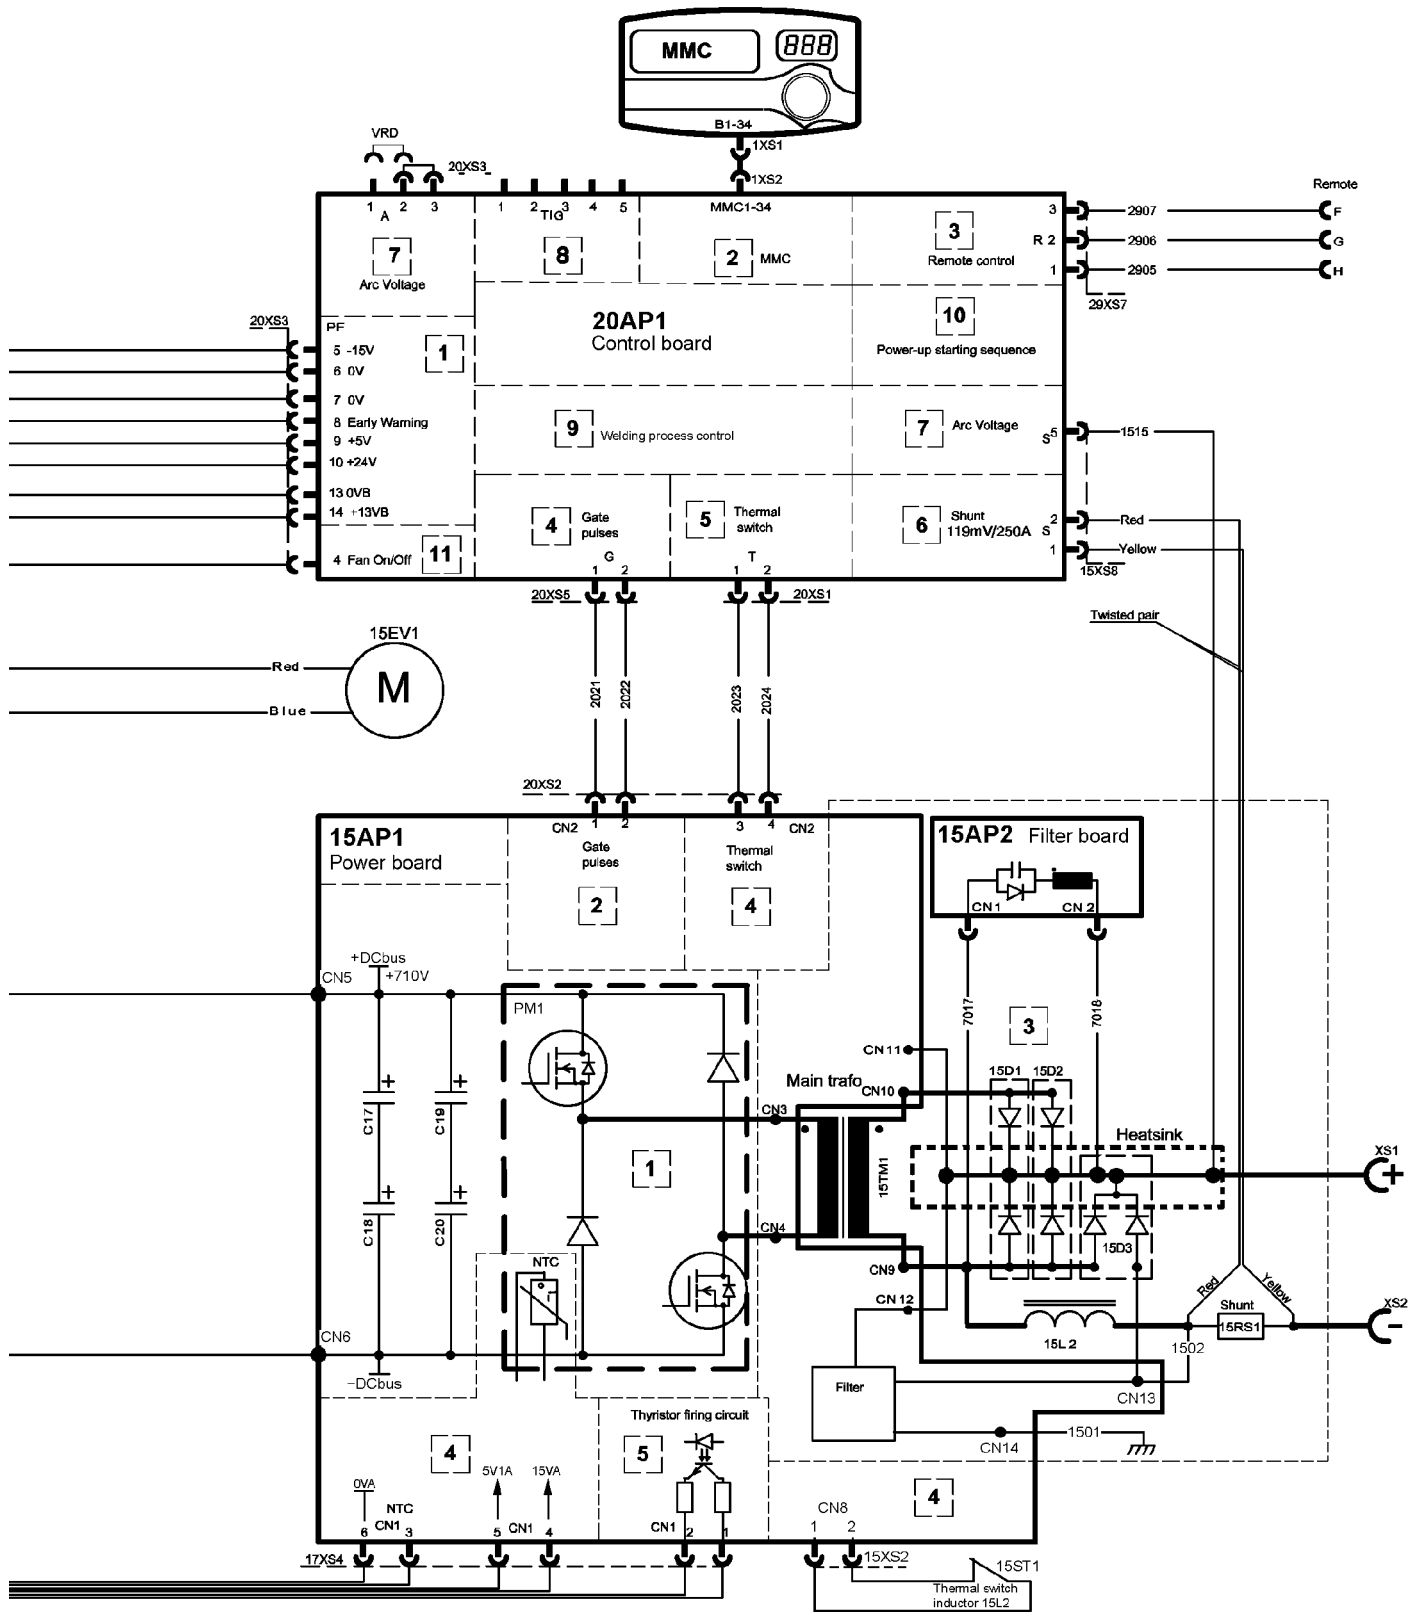 MMC
888
B1-34
1XS1
1XS2
VRD
20XS3
1 2 3
A
1 2 3 4 5
TIG
MMC1-34
7
Arc Voltage
8
2 MMC
3
Remote control
3
R 2
1
2907
2906
2905
Remote
F
G
H
29XS7
20AP1
Control board
10
Power-up starting sequence
20XS3
PF
1
5 -15V
6 0V
7 0V
8 Early Warning
9 +5V
10 +24V
13 0VB
14 +13VB
4 Fan On/Off
11
9 Welding process control
7 Arc Voltage
5
S
1515
4 Gate
pulses
5 Thermal
switch
6 Shunt
119mV/250A
2
S
1
Red
Yellow
15XS8
G
1 2
T
1 2
20XS5
20XS1
Twisted pair
15EV1
M
Red
Blue
2021
2022
2023
2024
20XS2
15AP1
Power board
CN2 1 2
Gate
pulses
2
3 4 CN2
Thermal
switch
4
15AP2 Filter board
CN1
CN 2
7017
7018
3
+DCbus
+710V
CN5
PM1
C17
C19
C18
C20
1
NTC
CN6
–DCbus
Main trafo
CN3
CN4
15TM1
CN11
CN10
CN9
CN 12
15D1
15D2
15D3
Heatsink
XS1
+
XS2
-
Red
Yellow
Shunt
15RS1
15L2
1502
Filter
CN13
CN14
1501
Thyristor firing circuit
4
5
4
0VA
5V1A
15VA
NTC
CN1
6 3
5 CN1 4
CN1 2 1
CN8
1 2
17XS4
15XS2
15ST1
Thermal switch
inductor 15L2